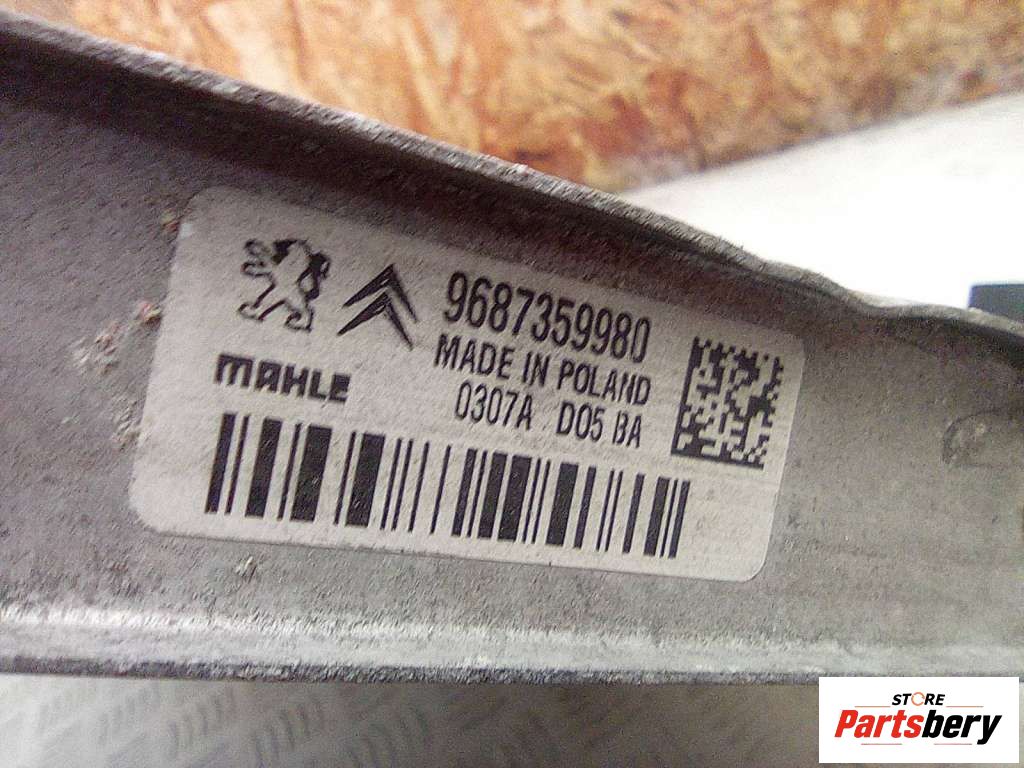 9687359980
MADE IN POLAND
MAHLE
0307A D05 BA
STORE
Partsbery